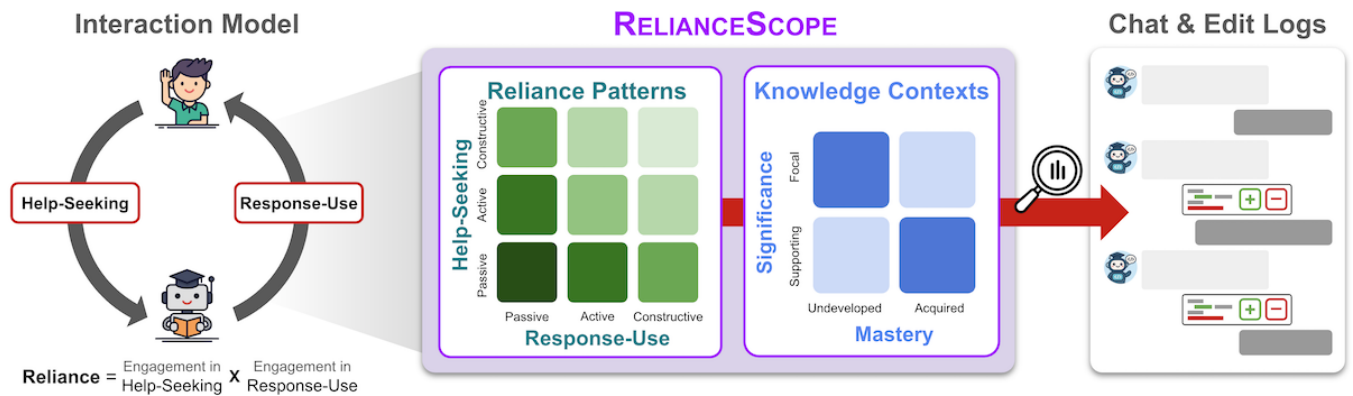 Interaction Model
Help-Seeking
Response-Use
Reliance = Engagement in Help-Seeking X Engagement in Response-Use
RELIANCESCOPE
Reliance Patterns
Help-Seeking
Constructive
Active
Passive
Passive Active Constructive
Response-Use
Knowledge Contexts
Significance
Focal
Supporting
Undeveloped Acquired
Mastery
Chat & Edit Logs